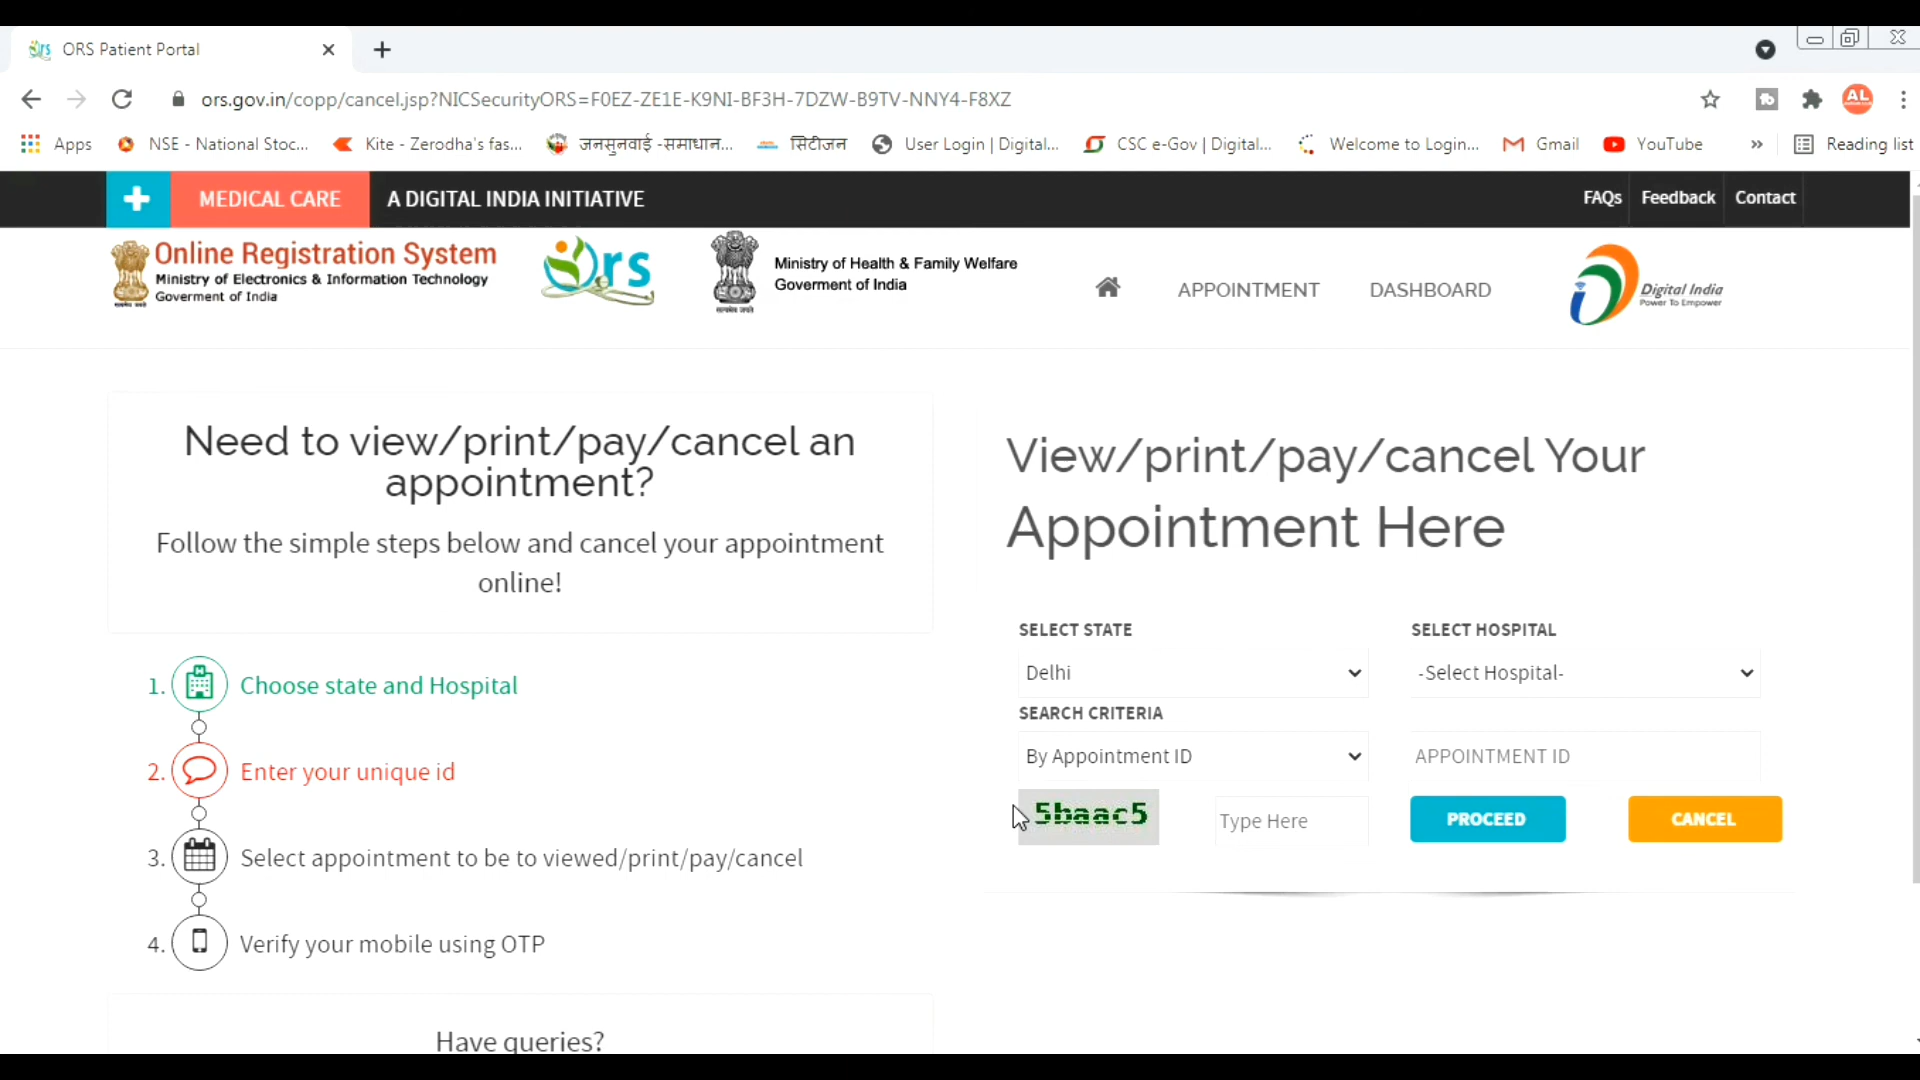 ORS Patient Portal
ors.gov.in/copp/cancel.jsp?NICSecurityORS=F0EZ-ZE1E-K9NI-BF3H-7DZW-B9TV-NNY4-F8XZ
AL
Apps NSE - National Stoc... Kite - Zerodha's fas... जनसुनवाई -समाधान... सिटीजन User Login | Digital... CSC e-Gov | Digital... Welcome to Login... Gmail YouTube » Reading list
MEDICAL CARE A DIGITAL INDIA INITIATIVE FAQs Feedback Contact
Online Registration System
Ministry of Electronics & Information Technology
Goverment of India
Ors
Ministry of Health & Family Welfare
Goverment of India
APPOINTMENT DASHBOARD
Digital India
Power To Empower
Need to view/print/pay/cancel an
appointment?
Follow the simple steps below and cancel your appointment
online!
1. Choose state and Hospital
2. Enter your unique id
3. Select appointment to be to viewed/print/pay/cancel
4. Verify your mobile using OTP
Have queries?
View/print/pay/cancel Your
Appointment Here
SELECT STATE SELECT HOSPITAL
Delhi -Select Hospital-
SEARCH CRITERIA
By Appointment ID APPOINTMENT ID
5baac5 Type Here PROCEED CANCEL